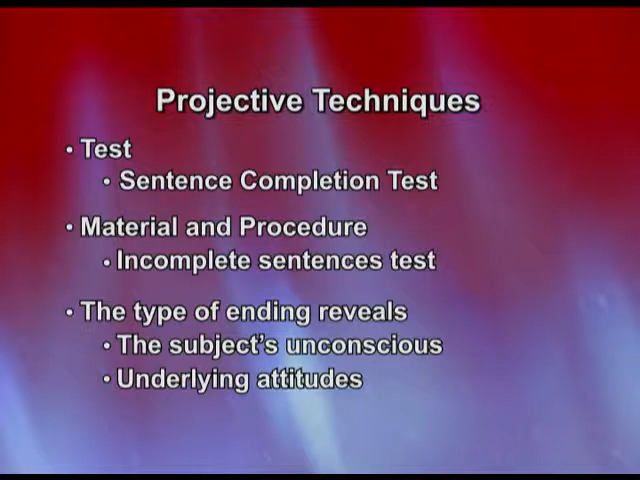 Projective Techniques
• Test
• Sentence Completion Test
• Material and Procedure
• Incomplete sentences test
• The type of ending reveals
• The subject's unconscious
• Underlying attitudes